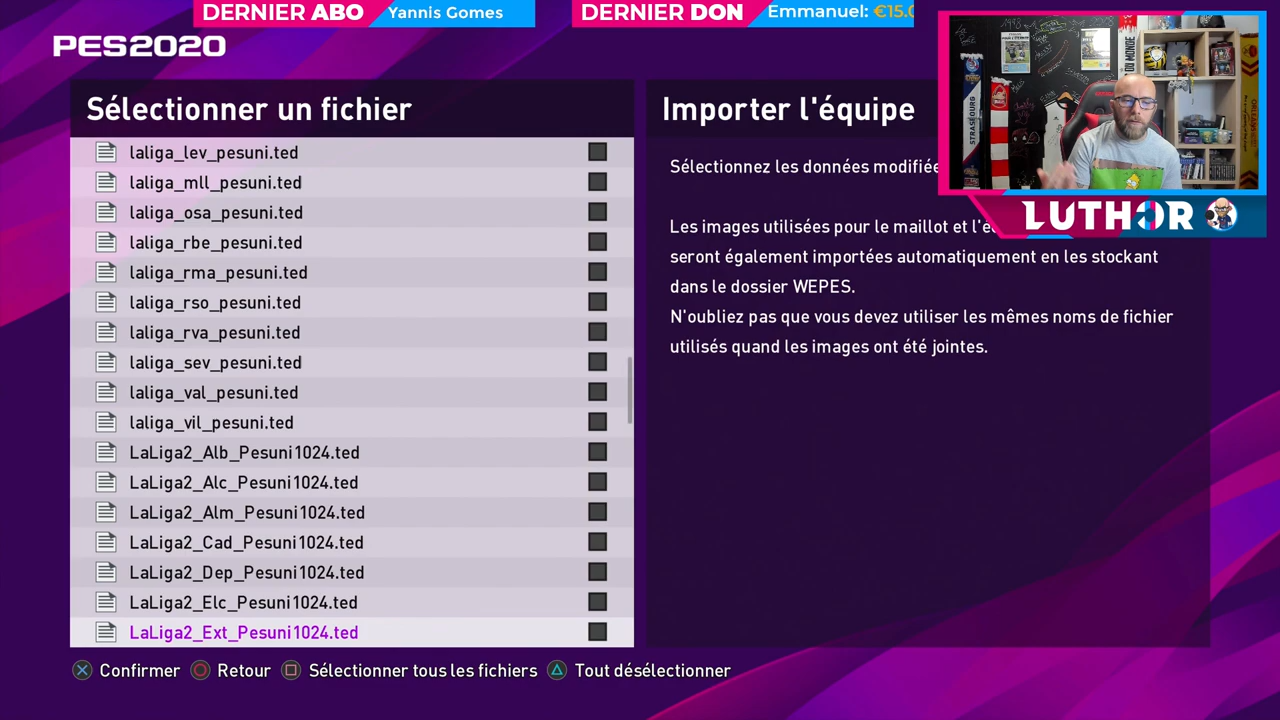 DERNIER ABO
Yannis Gomes
DERNIER DON
Emmanuel: €15.0
PES2020
Sélectionner un fichier
laliga_lev_pesuni.ted
laliga_mll_pesuni.ted
laliga_osa_pesuni.ted
laliga_rbe_pesuni.ted
laliga_rma_pesuni.ted
laliga_rso_pesuni.ted
laliga_rva_pesuni.ted
laliga_sev_pesuni.ted
laliga_val_pesuni.ted
laliga_vil_pesuni.ted
LaLiga2_Alb_Pesuni1024.ted
LaLiga2_Alc_Pesuni1024.ted
LaLiga2_Alm_Pesuni1024.ted
LaLiga2_Cad_Pesuni1024.ted
LaLiga2_Dep_Pesuni1024.ted
LaLiga2_Elc_Pesuni1024.ted
LaLiga2_Ext_Pesuni1024.ted
Importer l'équipe
Sélectionnez les données modifiée
Les images utilisées pour le maillot et l'é
seront également importées automatiquement en les stockant
dans le dossier WEPES.
N'oubliez pas que vous devez utiliser les mêmes noms de fichier
utilisés quand les images ont été jointes.
STRASBOURG
DU MONDE
LUTHOR
Confirmer
Retour
Sélectionner tous les fichiers
Tout désélectionner